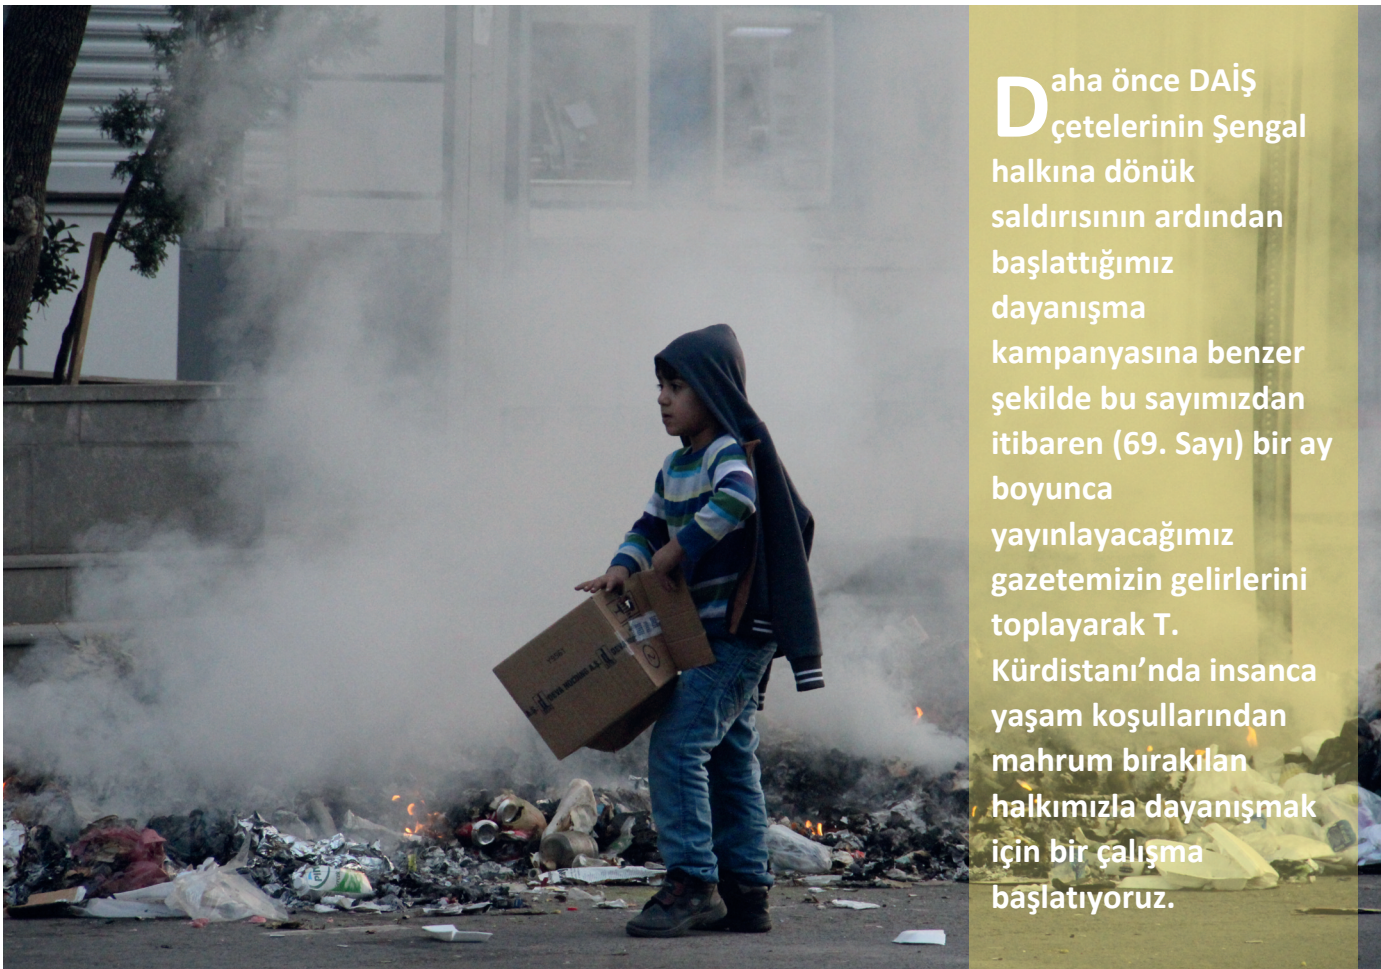 Daha önce DAİŞ
çetelerinin Şengal
halkına dönük
saldırısının ardından
başlattığımız
dayanışma
kampanyasına benzer
şekilde bu sayımızdan
itibaren (69. Sayı) bir ay
boyunca
yayınlayacağımız
gazetemizin gelirlerini
toplayarak T.
Kürdistanı’nda insanca
yaşam koşullarından
mahrum bırakılan
halkımızla dayanışmak
için bir çalışma
başlatıyoruz.